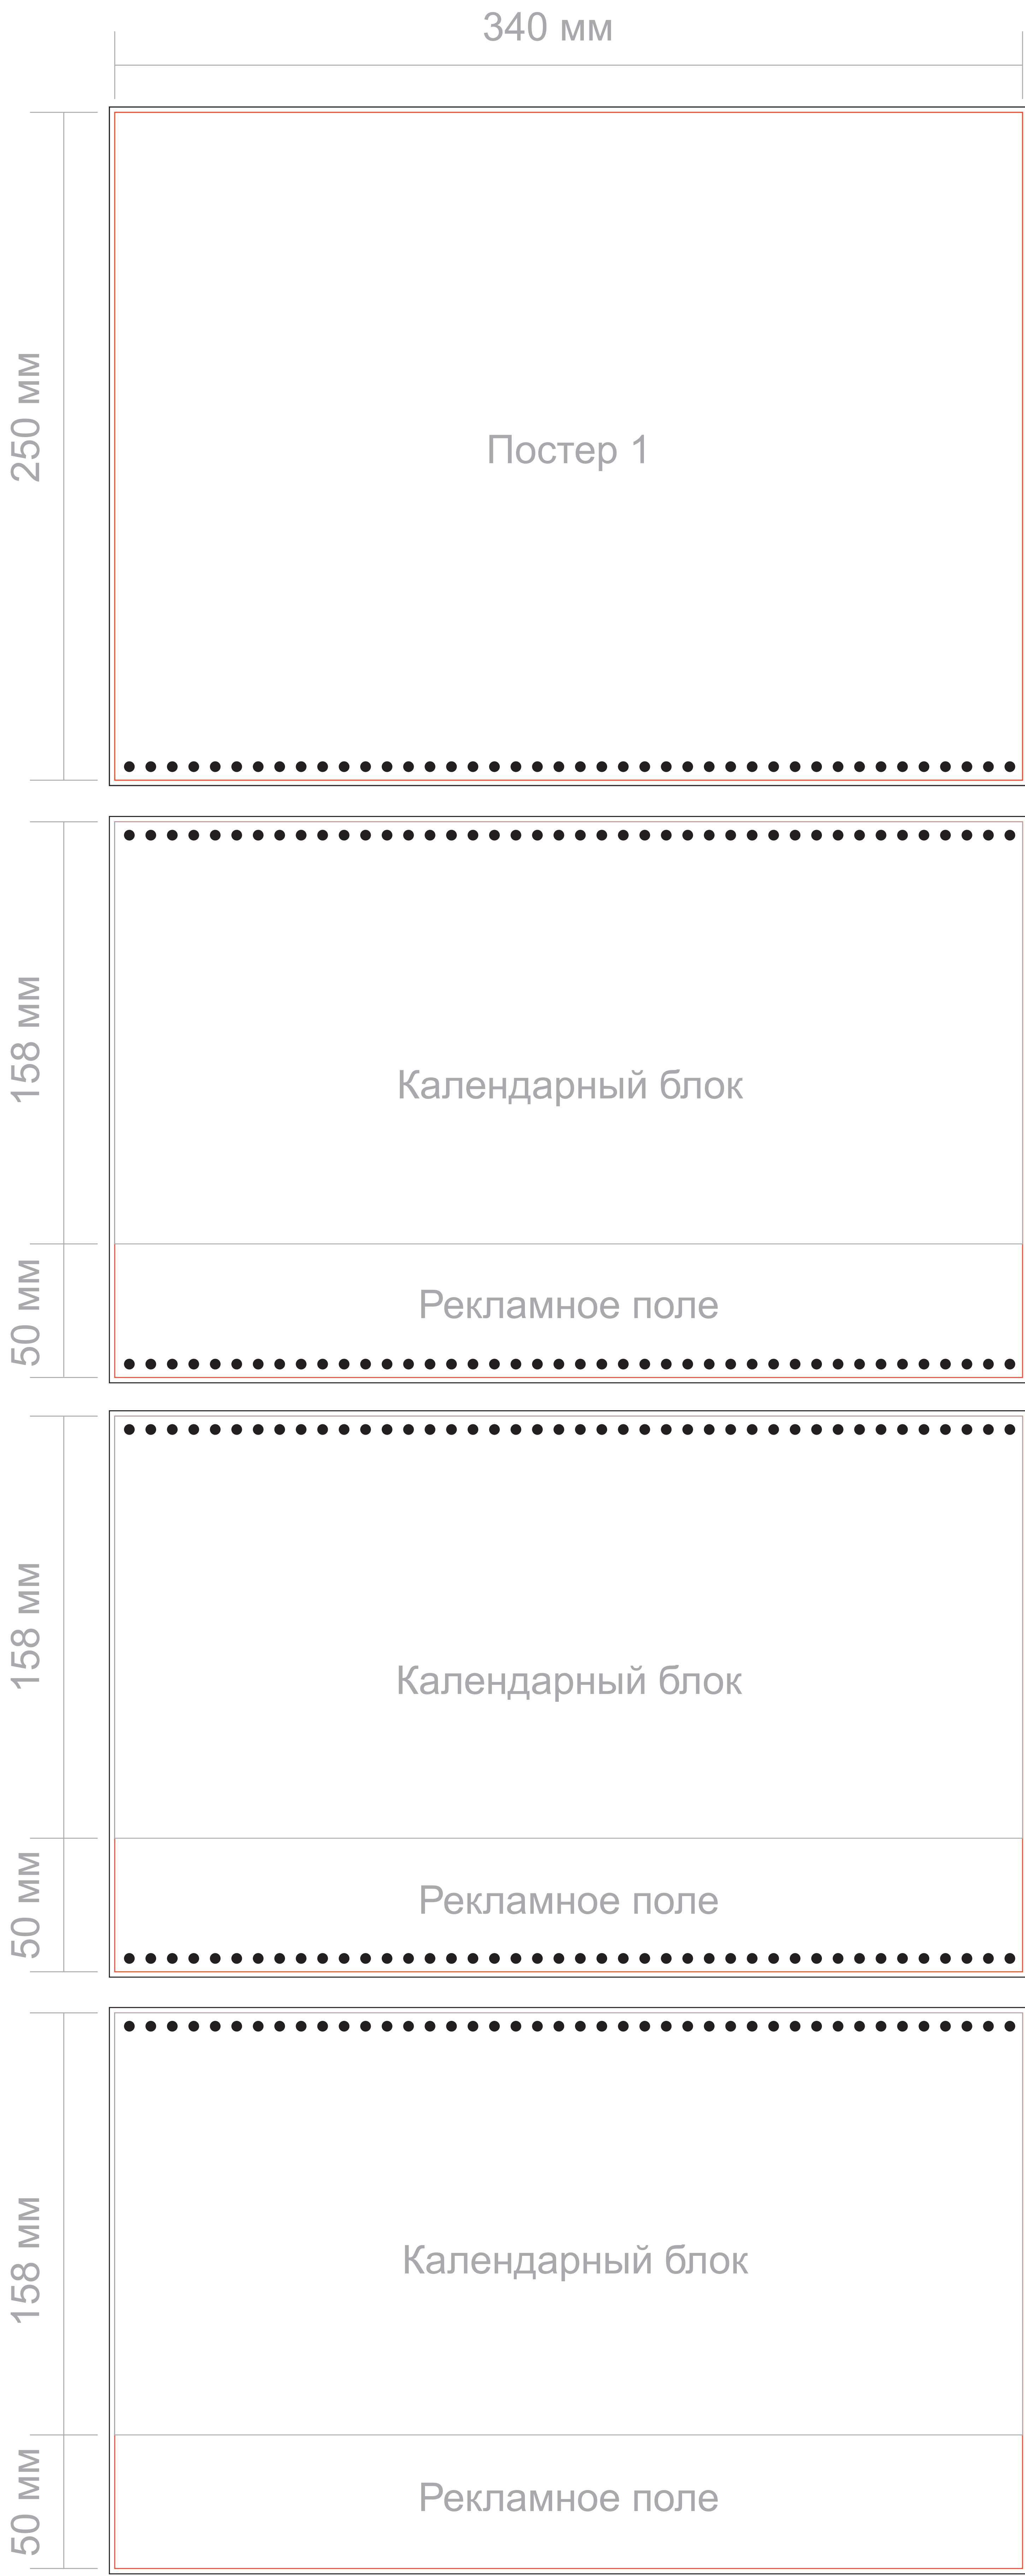 340 мм
250 мм
Постер 1
158 мм
Календарный блок
50 мм
Рекламное поле
158 мм
Календарный блок
50 мм
Рекламное поле
158 мм
Календарный блок
50 мм
Рекламное поле